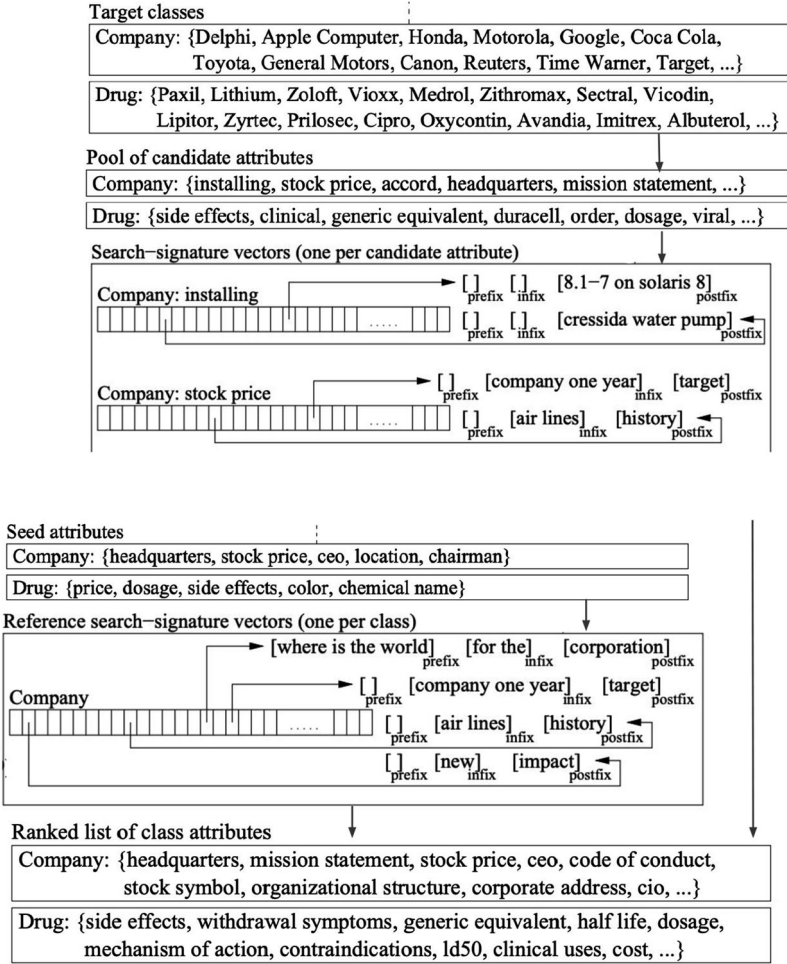 Target classes
Company: {Delphi, Apple Computer, Honda, Motorola, Google, Coca Cola,
Toyota, General Motors, Canon, Reuters, Time Warner, Target, ...}
Drug: {Paxil, Lithium, Zoloft, Vioxx, Medrol, Zithromax, Sectral, Vicodin,
Lipitor, Zyrtec, Prilosec, Cipro, Oxycontin, Avandia, Imitrex, Albuterol, ...}
Pool of candidate attributes
Company: {installing, stock price, accord, headquarters, mission statement, ...}
Drug: {side effects, clinical, generic equivalent, duracell, order, dosage, viral, ...}
Search−signature vectors (one per candidate attribute)
Company: installing
[ ]prefix [ ]infix [8.1−7 on solaris 8]postfix
..... [ ]prefix [ ]infix [cressida water pump]postfix
Company: stock price
[ ]prefix [company one year]infix [target]postfix
..... [ ]prefix [air lines]infix [history]postfix
Seed attributes
Company: {headquarters, stock price, ceo, location, chairman}
Drug: {price, dosage, side effects, color, chemical name}
Reference search−signature vectors (one per class)
[where is the world]prefix [for the]infix [corporation]postfix
Company
[ ]prefix [company one year]infix [target]postfix
..... [ ]prefix [air lines]infix [history]postfix
[ ]prefix [new]infix [impact]postfix
Ranked list of class attributes
Company: {headquarters, mission statement, stock price, ceo, code of conduct,
stock symbol, organizational structure, corporate address, cio, ...}
Drug: {side effects, withdrawal symptoms, generic equivalent, half life, dosage,
mechanism of action, contraindications, ld50, clinical uses, cost, ...}